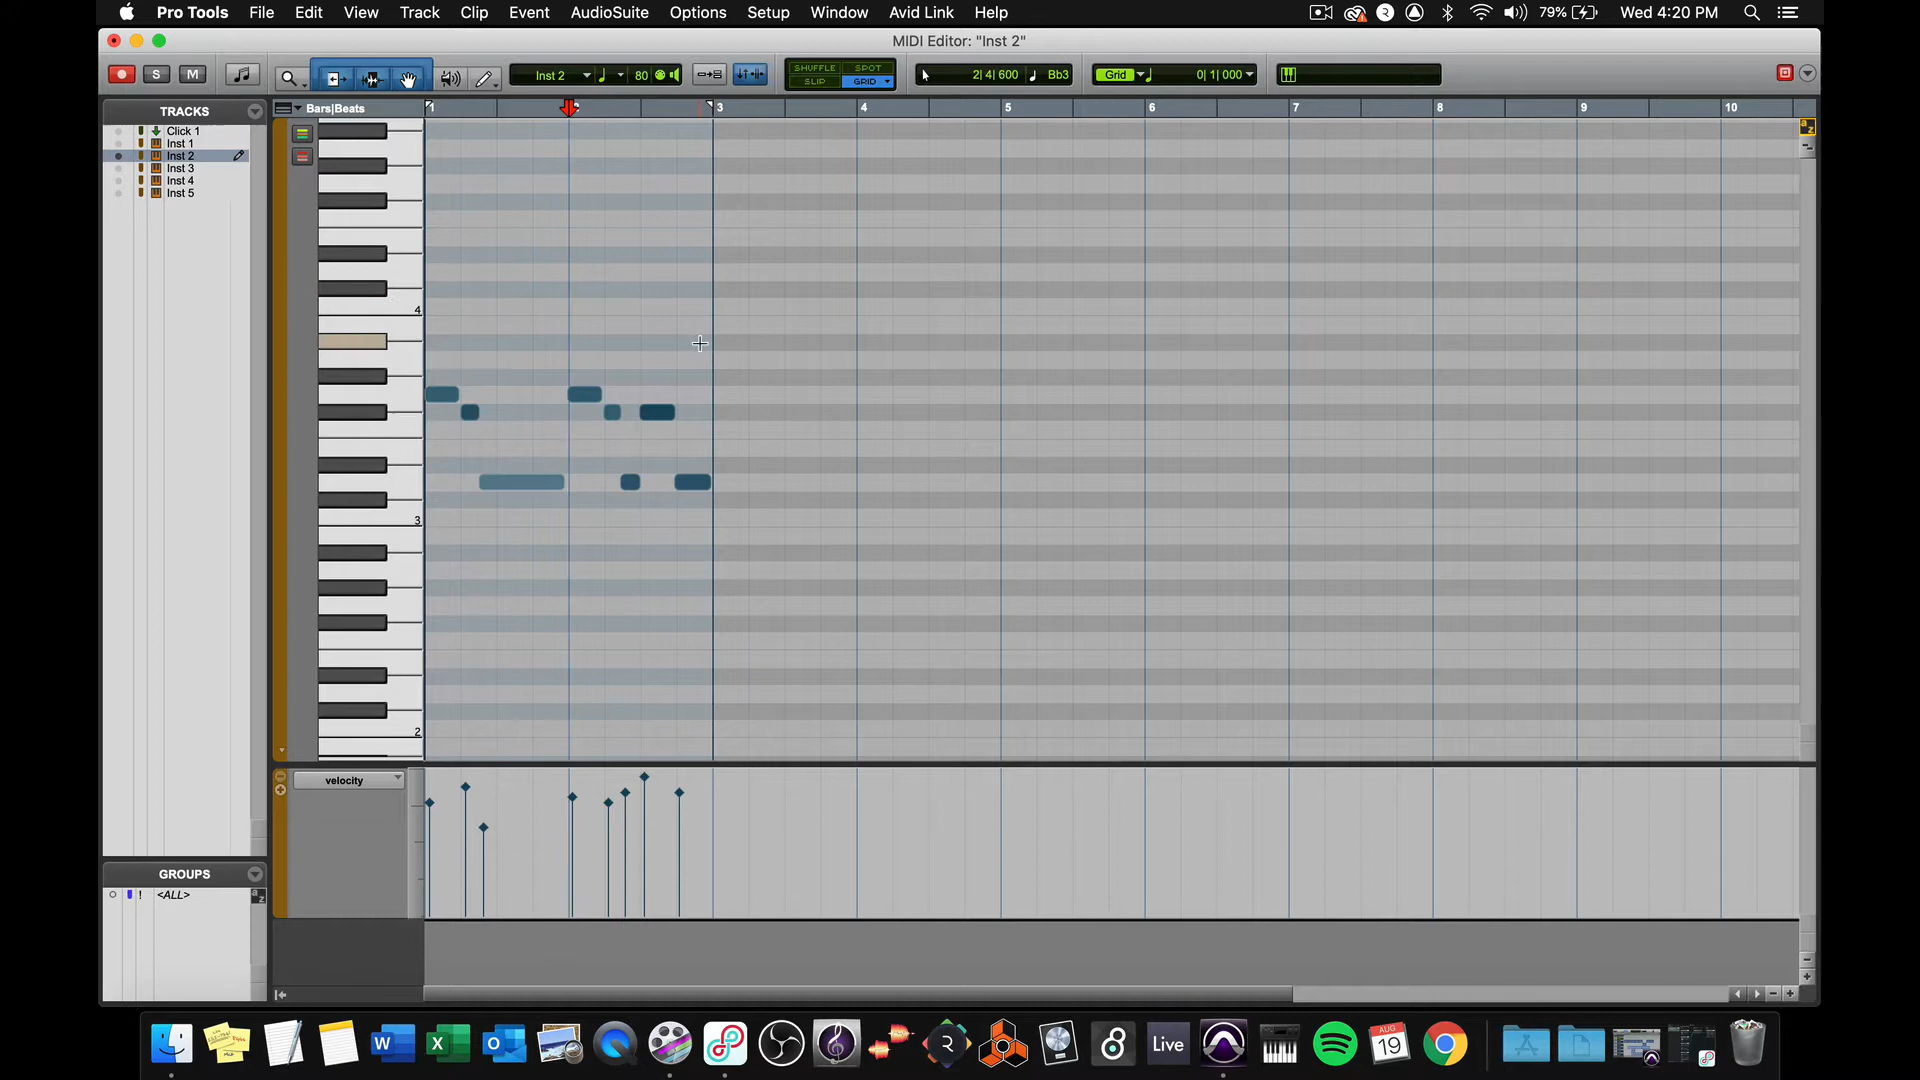 Pro Tools File Edit View Track Clip Event AudioSuite Options Setup Window Avid Link Help 79% Wed 4:20 PM
MIDI Editor: "Inst 2"
S M Inst 2 80 SHUFFLE SPOT SLIP GRID 2| 4| 600 Bb3 Grid 0| 1| 000
TRACKS
Click 1
Inst 1
Inst 2
Inst 3
Inst 4
Inst 5
Bars|Beats 1 2 3 4 5 6 7 8 9 10
a z
4
3
2
velocity
GROUPS
! <ALL> a z
W X O R 8 Live AUG 19